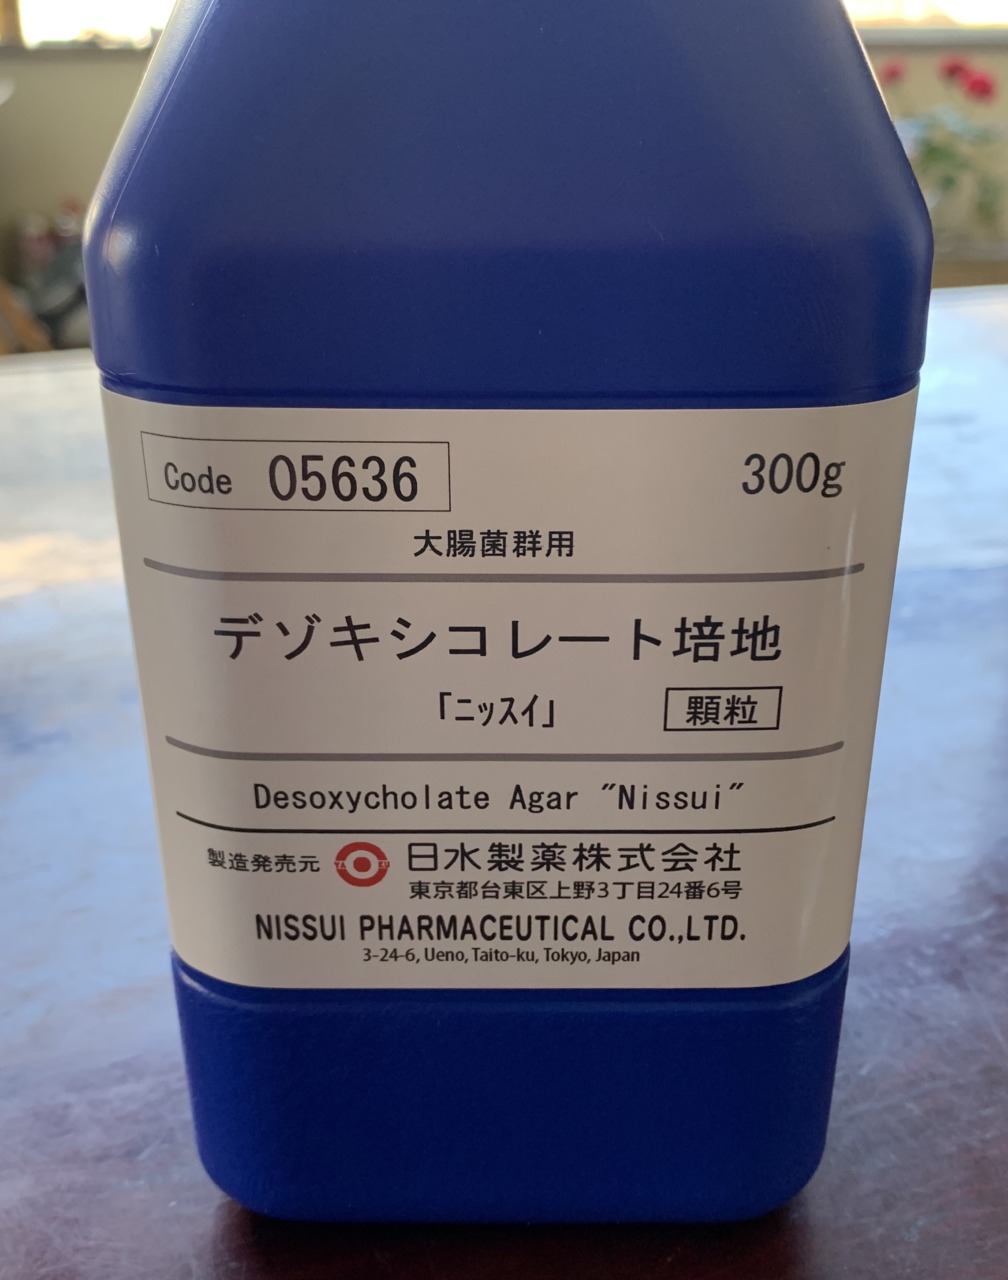 Code 05636
300g
大腸菌群用
デゾキシコレート培地
「ニッスイ」 顆粒
Desoxycholate Agar "Nissui"
製造発売元 日水製薬株式会社
東京都台東区上野3丁目24番6号
NISSUI PHARMACEUTICAL CO.,LTD.
3-24-6, Ueno, Taito-ku, Tokyo, Japan